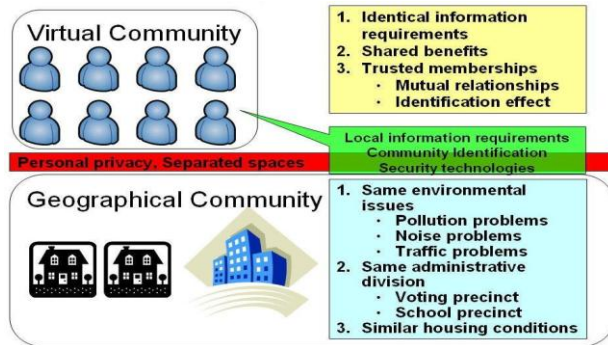 Virtual Community
1. Identical information
requirements
2. Shared benefits
3. Trusted memberships
• Mutual relationships
• Identification effect
Local information requirements
Community Identification
Security technologies
Personal privacy, Separated spaces
Geographical Community
1. Same environmental
issues
• Pollution problems
• Noise problems
• Traffic problems
2. Same administrative
division
• Voting precinct
• School precinct
3. Similar housing conditions